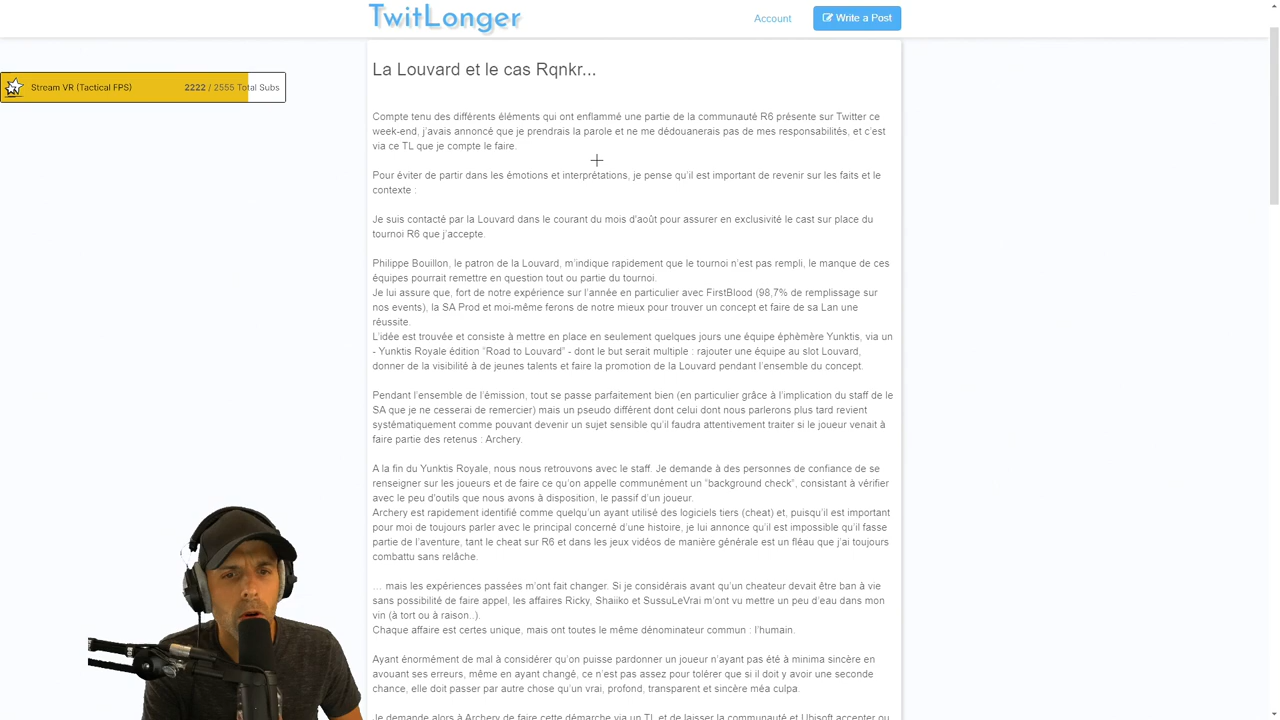 TwitLonger
Account
Write a Post
Stream VR (Tactical FPS)
2222 / 2555 Total Subs
La Louvard et le cas Rqnkr...
Compte tenu des différents éléments qui ont enflammé une partie de la communauté R6 présente sur Twitter ce
week-end, j'avais annoncé que je prendrais la parole et ne me dédouanerais pas de mes responsabilités, et c'est
via ce TL que je compte le faire.
Pour éviter de partir dans les émotions et interprétations, je pense qu'il est important de revenir sur les faits et le
contexte :
Je suis contacté par la Louvard dans le courant du mois d'août pour assurer en exclusivité le cast sur place du
tournoi R6 que j'accepte.
Philippe Bouillon, le patron de la Louvard, m'indique rapidement que le tournoi n'est pas rempli, le manque de ces
équipes pourrait remettre en question tout ou partie du tournoi.
Je lui assure que, fort de notre expérience sur l'année en particulier avec FirstBlood (98,7% de remplissage sur
nos events), la SA Prod et moi-même ferons de notre mieux pour trouver un concept et faire de sa Lan une
réussite.
L'idée est trouvée et consiste à mettre en place en seulement quelques jours une équipe éphèmère Yunktis, via un
- Yunktis Royale édition "Road to Louvard" - dont le but serait multiple : rajouter une équipe au slot Louvard,
donner de la visibilité à de jeunes talents et faire la promotion de la Louvard pendant l'ensemble du concept.
Pendant l'ensemble de l'émission, tout se passe parfaitement bien (en particulier grâce à l'implication du staff de le
SA que je ne cesserai de remercier) mais un pseudo différent dont celui dont nous parlerons plus tard revient
systématiquement comme pouvant devenir un sujet sensible qu'il faudra attentivement traiter si le joueur venait à
faire partie des retenus : Archery.
A la fin du Yunktis Royale, nous nous retrouvons avec le staff. Je demande à des personnes de confiance de se
renseigner sur les joueurs et de faire ce qu'on appelle communément un "background check", consistant à vérifier
avec le peu d'outils que nous avons à disposition, le passif d'un joueur.
Archery est rapidement identifié comme quelqu'un ayant utilisé des logiciels tiers (cheat) et, puisqu'il est important
pour moi de toujours parler avec le principal concerné d'une histoire, je lui annonce qu'il est impossible qu'il fasse
partie de l'aventure, tant le cheat sur R6 et dans les jeux vidéos de manière générale est un fléau que j'ai toujours
combattu sans relâche.
... mais les expériences passées m'ont fait changer. Si je considérais avant qu'un cheateur devait être ban à vie
sans possibilité de faire appel, les affaires Ricky, Shaiiko et SussuLeVrai m'ont vu mettre un peu d'eau dans mon
vin (à tort ou à raison..).
Chaque affaire est certes unique, mais ont toutes le même dénominateur commun : l'humain.
Ayant énormément de mal à considérer qu'on puisse pardonner un joueur n'ayant pas été à minima sincère en
avouant ses erreurs, même en ayant changé, ce n'est pas assez pour tolérer que si il doit y avoir une seconde
chance, elle doit passer par autre chose qu'un vrai, profond, transparent et sincère méa culpa.
Je demande alors à Archery de faire cette démarche via un TL et de laisser la communauté et Ubisoft accepter ou